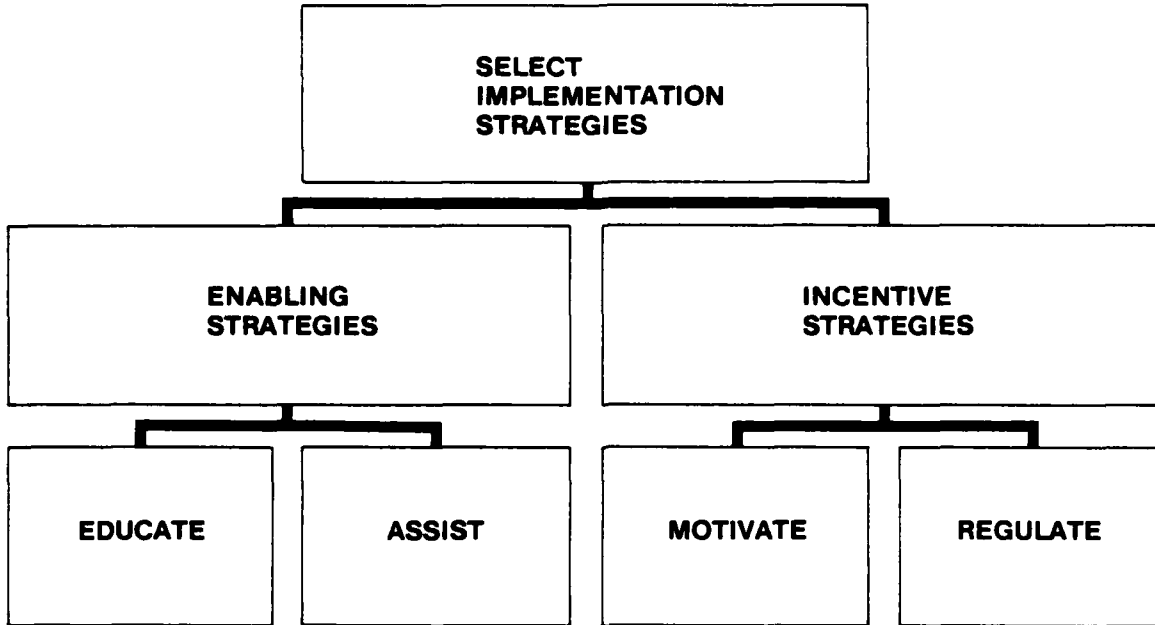 SELECT
IMPLEMENTATION
STRATEGIES
ENABLING
STRATEGIES
INCENTIVE
STRATEGIES
EDUCATE
ASSIST
MOTIVATE
REGULATE